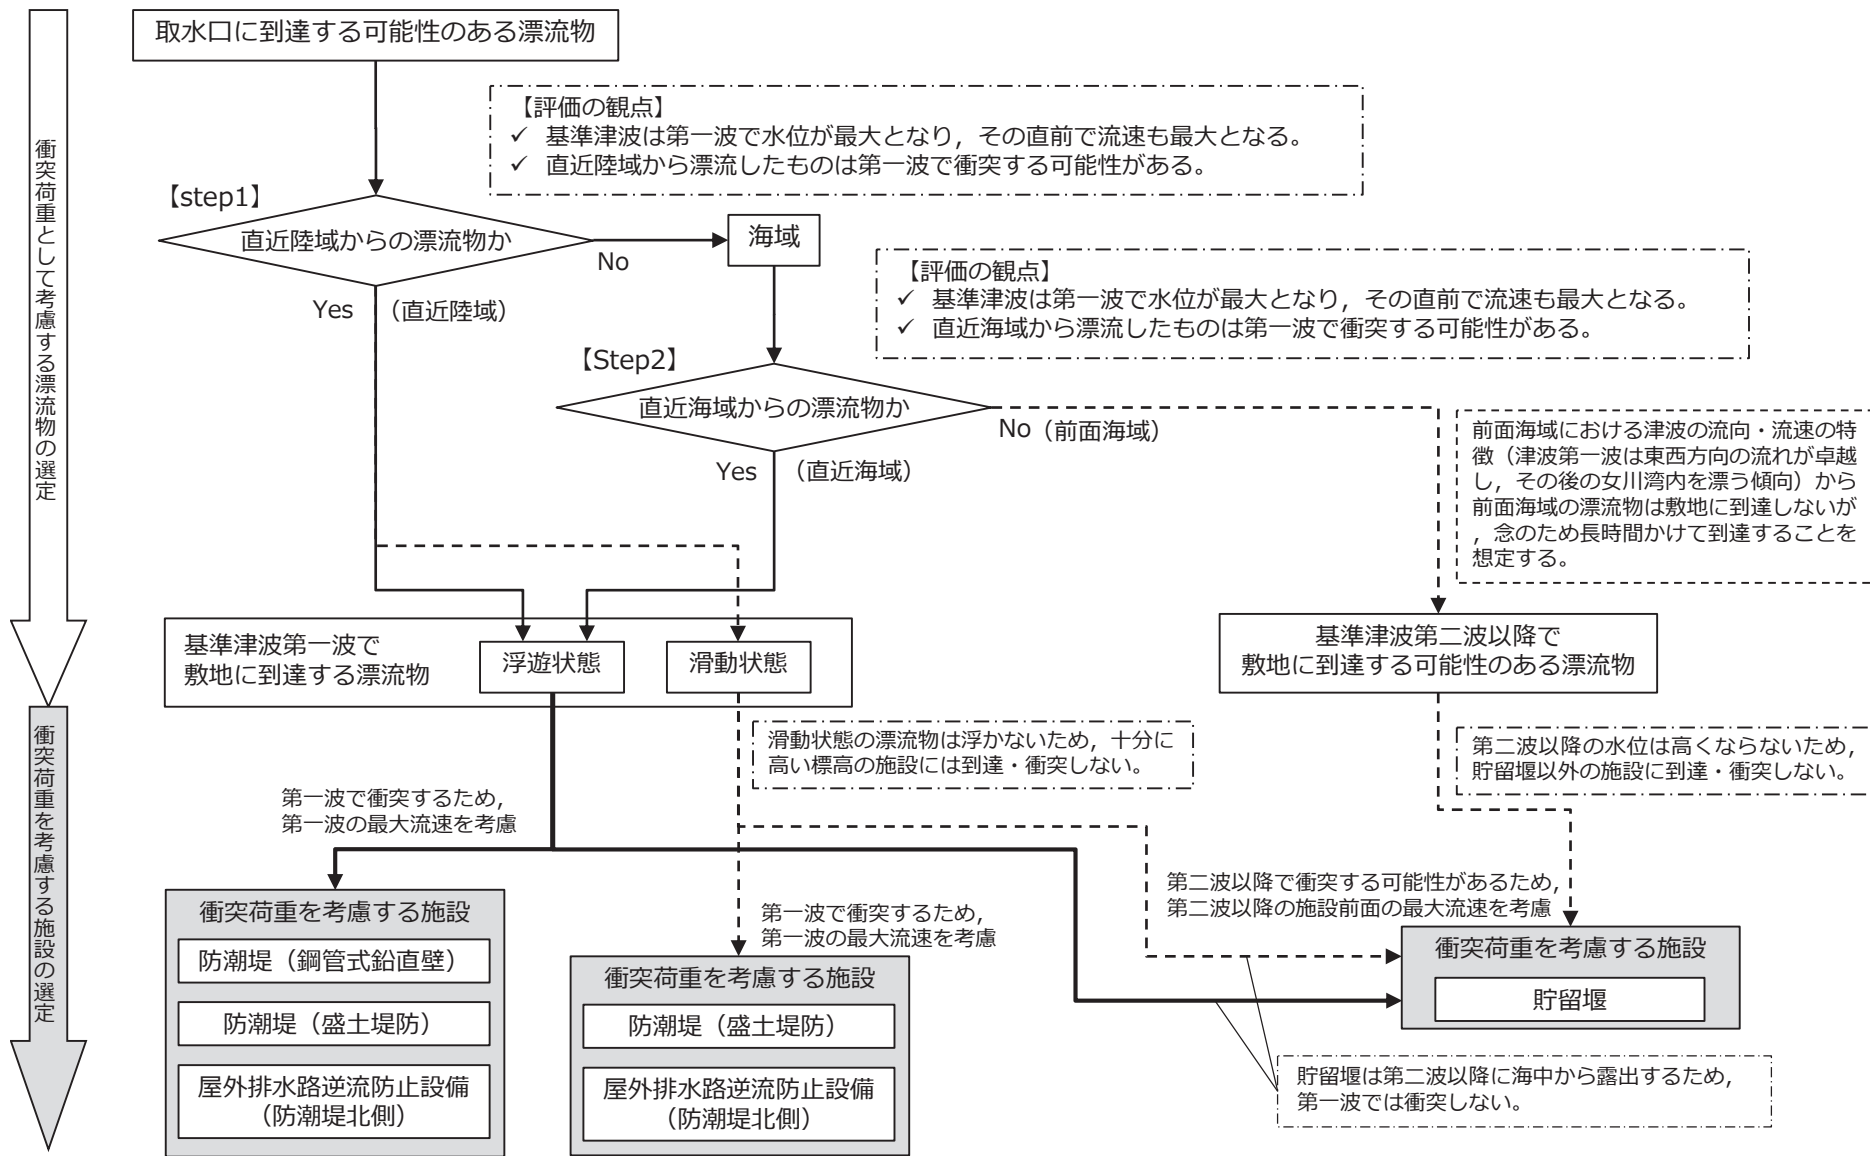 取水口に到達する可能性のある漂流物
【評価の観点】
✓ 基準津波は第一波で水位が最大となり，その直前で流速も最大となる。
✓ 直近陸域から漂流したものは第一波で衝突する可能性がある。
衝突荷重として考慮する漂流物の選定
【step1】
直近陸域からの漂流物か
No
海域
Yes （直近陸域）
【評価の観点】
✓ 基準津波は第一波で水位が最大となり，その直前で流速も最大となる。
✓ 直近海域から漂流したものは第一波で衝突する可能性がある。
【Step2】
直近海域からの漂流物か
No（前面海域）
Yes （直近海域）
前面海域における津波の流向・流速の特
徴（津波第一波は東西方向の流れが卓越
し，その後の女川湾内を漂う傾向）から
前面海域の漂流物は敷地に到達しないが
，念のため長時間かけて到達することを
想定する。
基準津波第一波で
敷地に到達する漂流物
浮遊状態
滑動状態
基準津波第二波以降で
敷地に到達する可能性のある漂流物
衝突荷重を考慮する施設の選定
滑動状態の漂流物は浮かないため，十分に
高い標高の施設には到達・衝突しない。
第二波以降の水位は高くならないため，
貯留堰以外の施設に到達・衝突しない。
第一波で衝突するため，
第一波の最大流速を考慮
第二波以降で衝突する可能性があるため，
第二波以降の施設前面の最大流速を考慮
第一波で衝突するため，
第一波の最大流速を考慮
衝突荷重を考慮する施設
防潮堤（鋼管式鉛直壁）
防潮堤（盛土堤防）
屋外排水路逆流防止設備
（防潮堤北側）
衝突荷重を考慮する施設
防潮堤（盛土堤防）
屋外排水路逆流防止設備
（防潮堤北側）
衝突荷重を考慮する施設
貯留堰
貯留堰は第二波以降に海中から露出するため，
第一波では衝突しない。